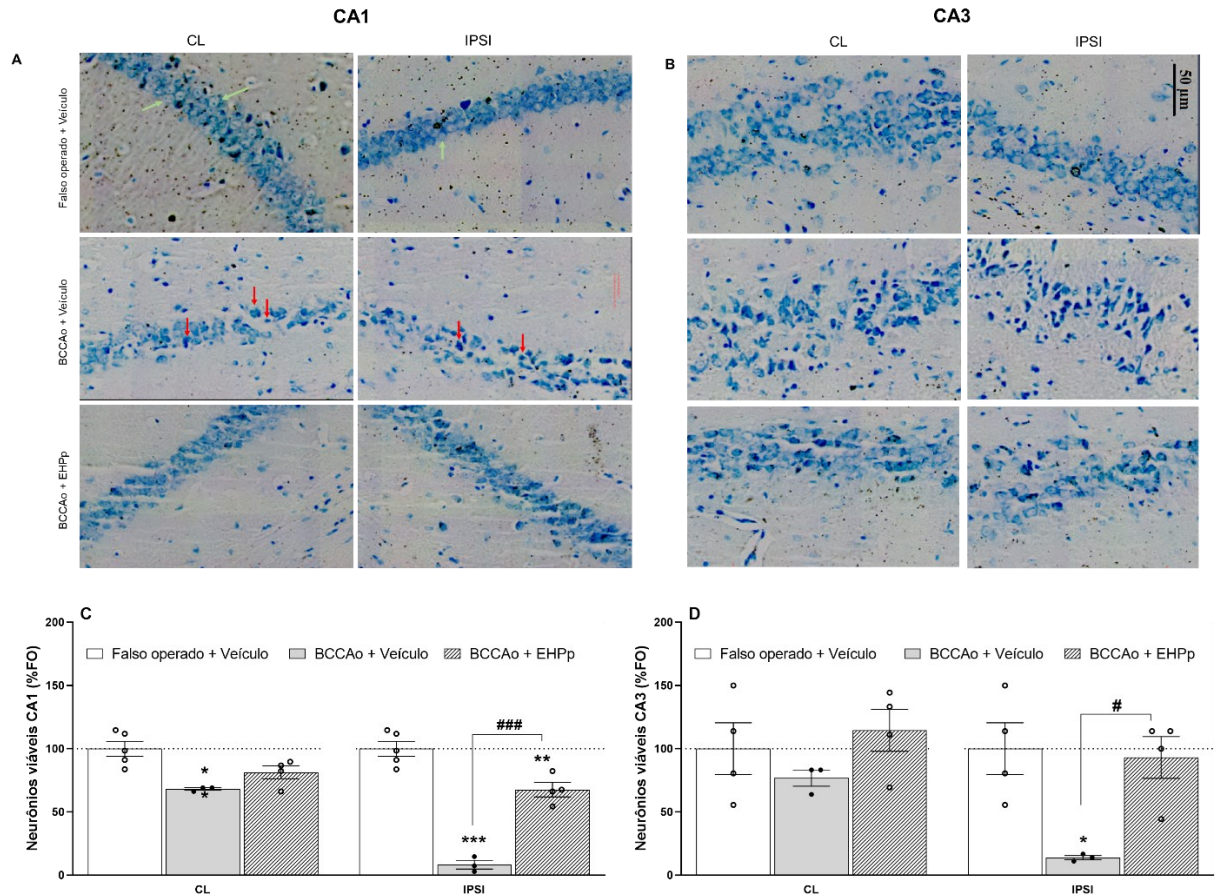 CA1
CA3
CL
IPSI
CL
IPSI
A
B
50 µm
Falso operado + Veículo
BCCAo + Veículo
BCCAo + EHPp
C
Neurônios viáveis CA1 (%FO)
200
150
100
50
0
Falso operado + Veículo
BCCAo + Veículo
BCCAo + EHPp
*
*
***
###
**
CL
IPSI
D
Neurônios viáveis CA3 (%FO)
200
150
100
50
0
Falso operado + Veículo
BCCAo + Veículo
BCCAo + EHPp
*
#
CL
IPSI